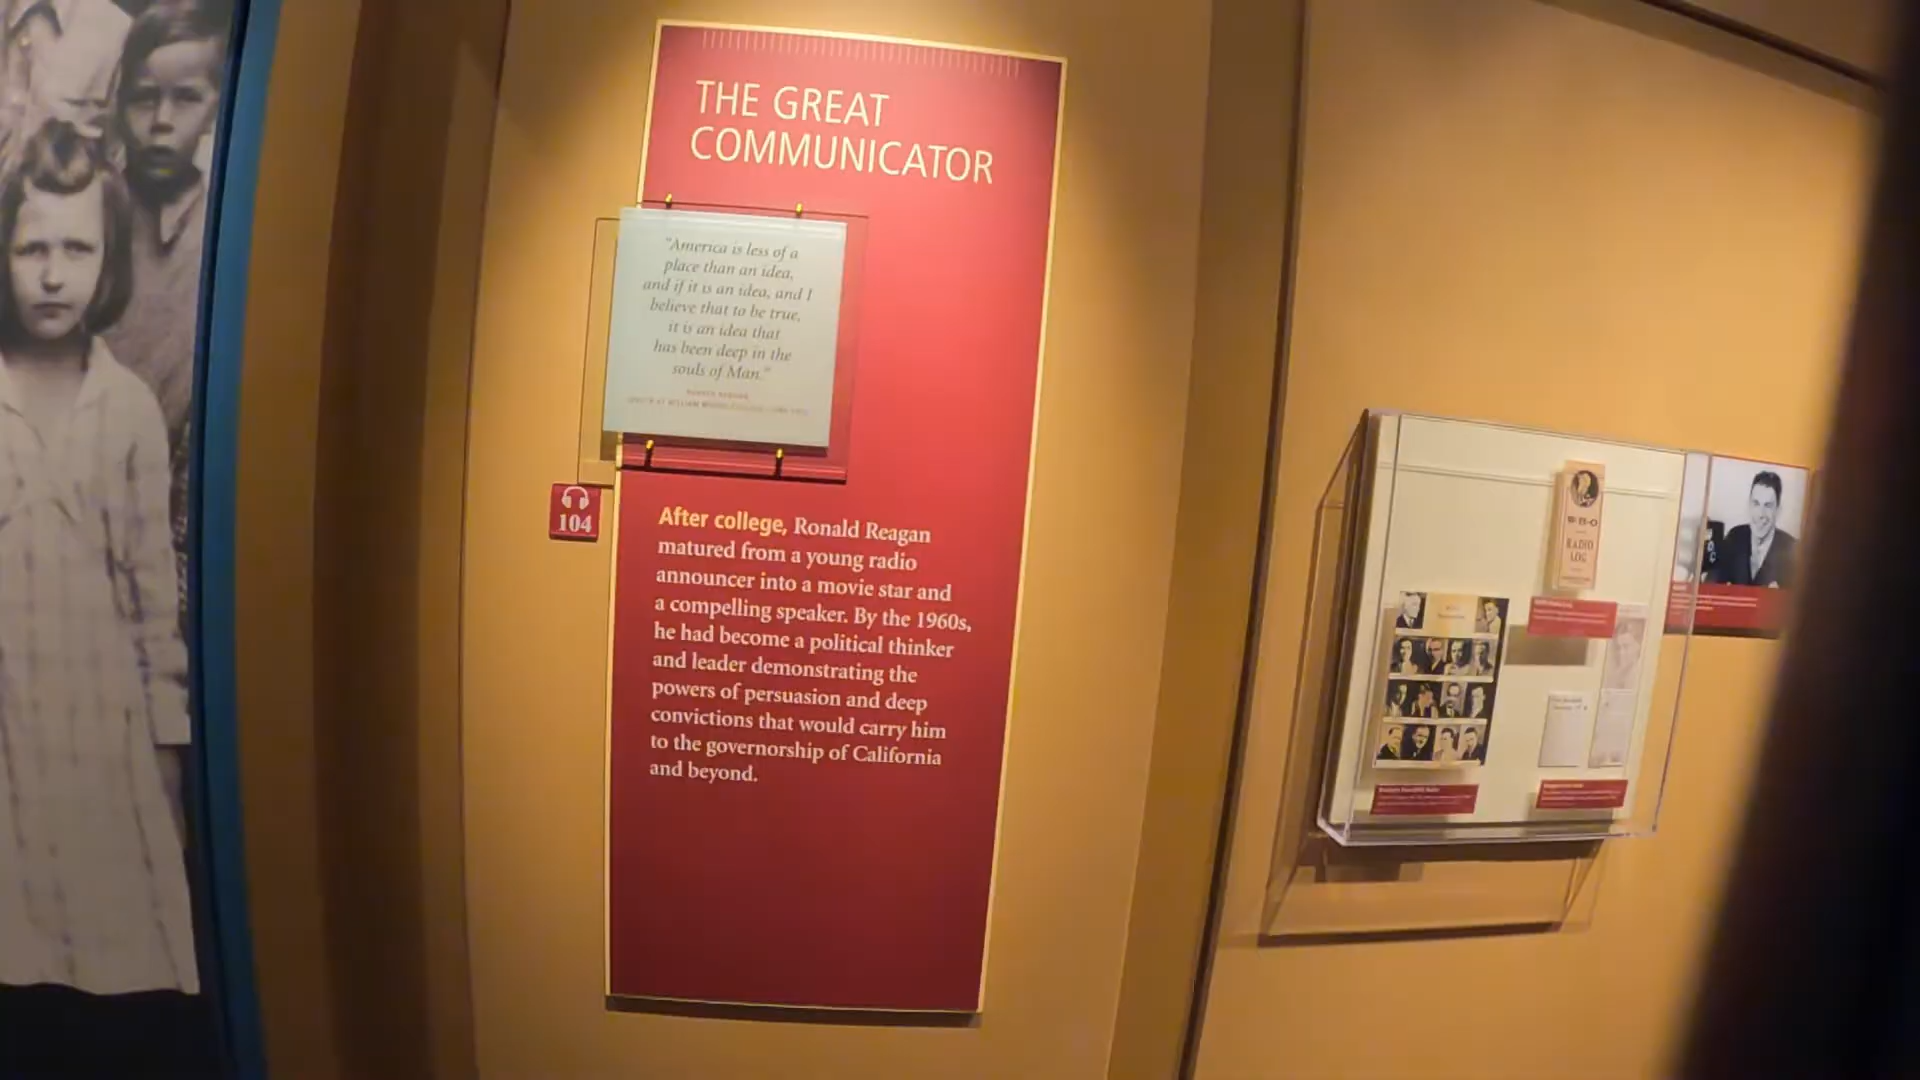 THE GREAT
COMMUNICATOR
"America is less of a
place than an idea,
and if it is an idea, and I
believe that to be true,
it is an idea that
has been deep in the
souls of Man."
104
After college, Ronald Reagan
matured from a young radio
announcer into a movie star and
a compelling speaker. By the 1960s,
he had become a political thinker
and leader demonstrating the
powers of persuasion and deep
convictions that would carry him
to the governorship of California
and beyond.
W-H-O
RADIO
LOG